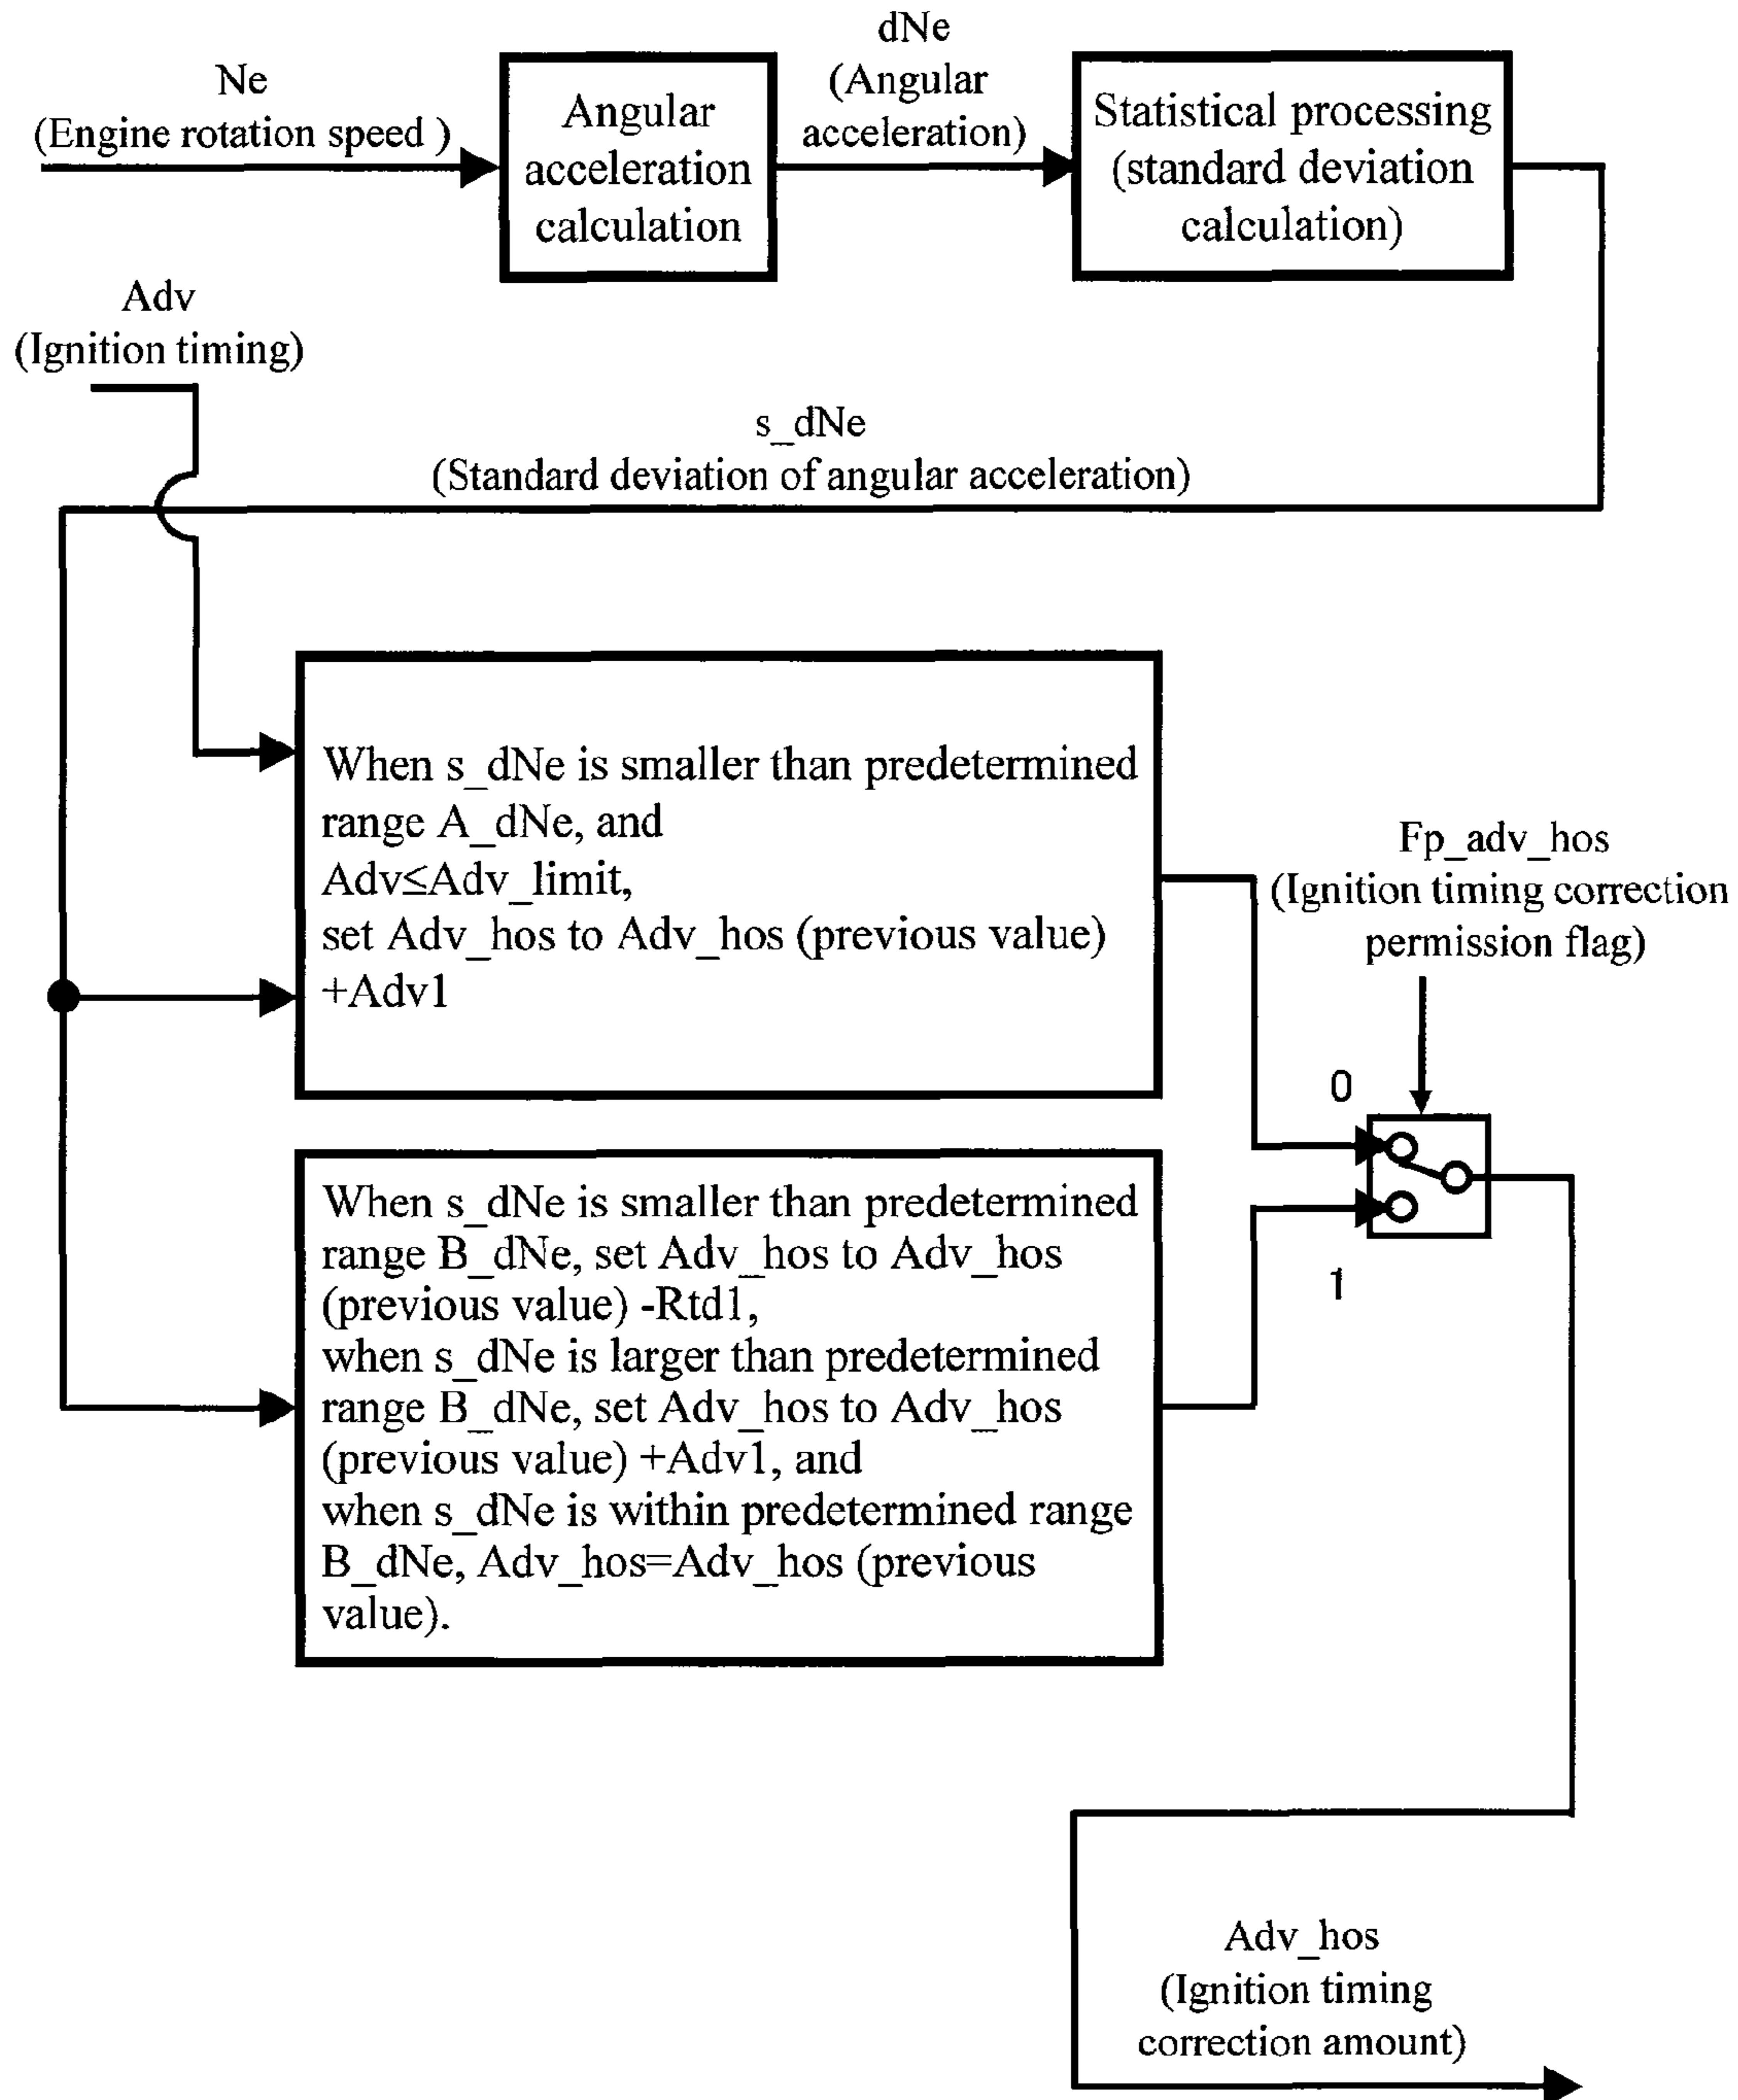 Ne
(Engine rotation speed )
Angular
acceleration
calculation
dNe
(Angular
acceleration)
Statistical processing
(standard deviation
calculation)
Adv
(Ignition timing)
s_dNe
(Standard deviation of angular acceleration)
When s_dNe is smaller than predetermined
range A_dNe, and
Adv≤Adv_limit,
set Adv_hos to Adv_hos (previous value)
+Adv1
Fp_adv_hos
(Ignition timing correction
permission flag)
0
1
When s_dNe is smaller than predetermined
range B_dNe, set Adv_hos to Adv_hos
(previous value) -Rtd1,
when s_dNe is larger than predetermined
range B_dNe, set Adv_hos to Adv_hos
(previous value) +Adv1, and
when s_dNe is within predetermined range
B_dNe, Adv_hos=Adv_hos (previous
value).
Adv_hos
(Ignition timing
correction amount)